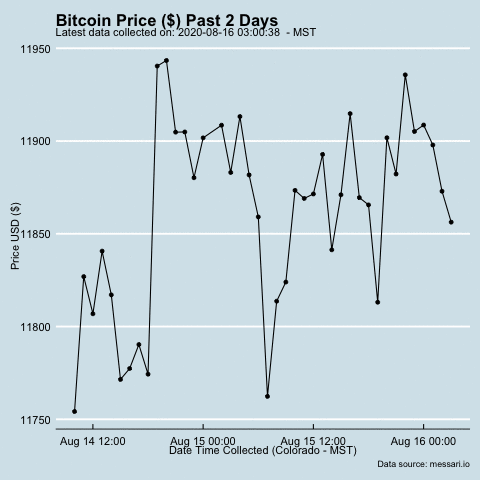 Bitcoin Price ($) Past 2 Days
Latest data collected on: 2020-08-16 03:00:38  - MST
11950
11900
11850
11800
11750
Price USD ($)
Aug 14 12:00 Aug 15 00:00 Aug 15 12:00 Aug 16 00:00
Date Time Collected (Colorado - MST)
Data source: messari.io